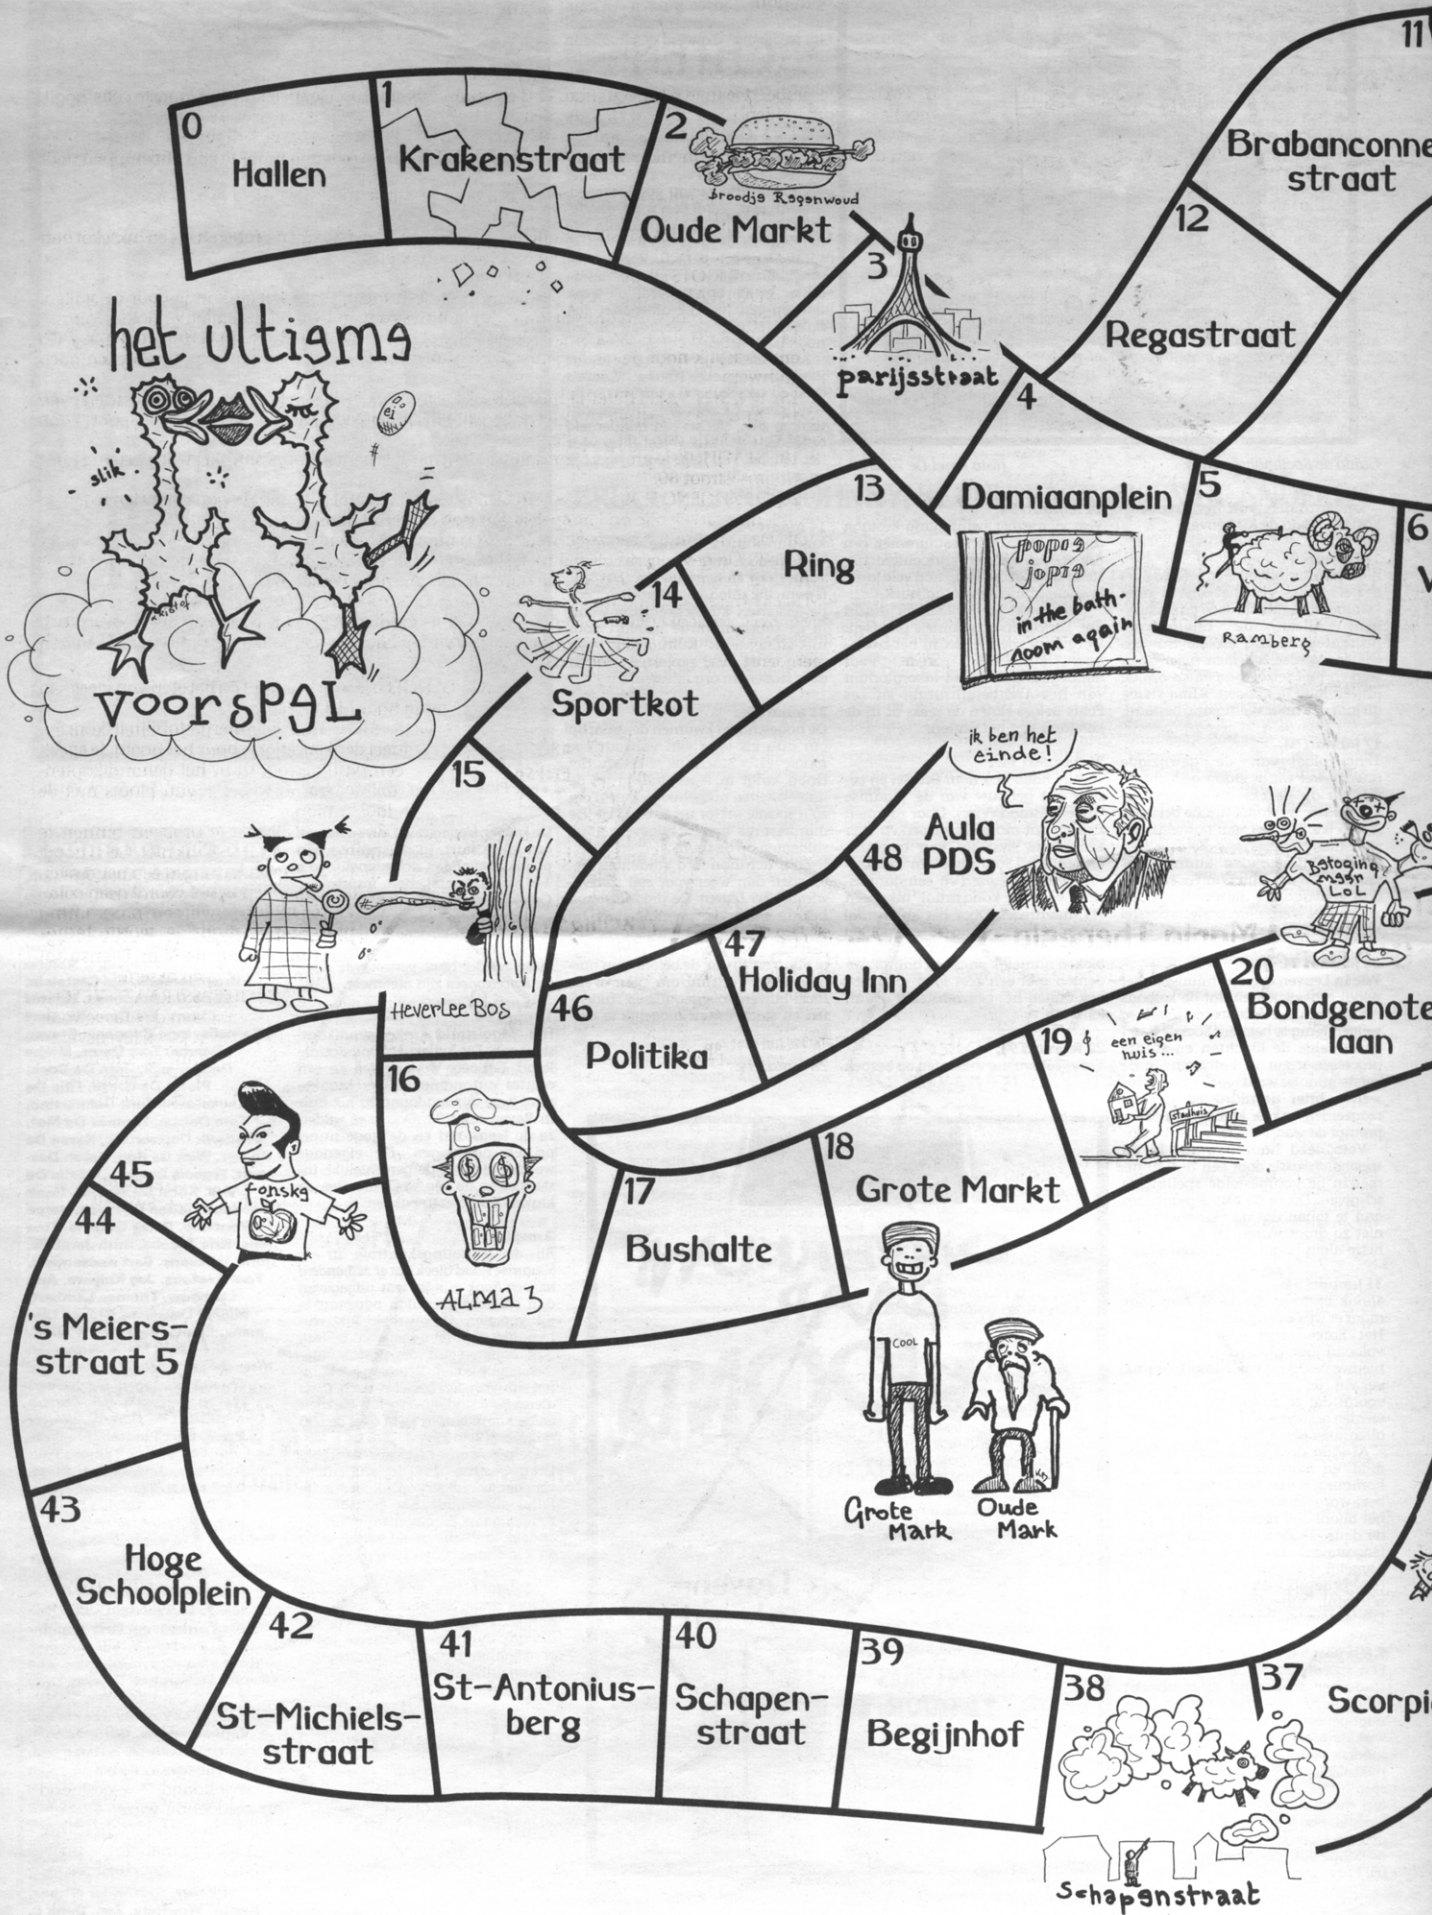 0
Hallen
1
Krakenstraat
2
broodje Regenwoud
Oude Markt
3
parijsstraat
4
Damiaanplein
popie
jopie
in the bath-
room again
5
Ramberg
6
11
Brabanconne
straat
12
Regastraat
het ultieme
ei
slik
voorspel
13
Ring
14
Sportkot
15
HeverLee Bos
16
ALMA 3
17
Bushalte
18
Grote Markt
19
een eigen
huis...
stadhuis
20
Bondgenote
laan
Betoging
meer
LoL
ik ben het
einde!
48
Aula
PDS
47
Holiday Inn
46
Politika
45
fonske
44
's Meiers-
straat 5
43
Hoge
Schoolplein
42
St-Michiels-
straat
41
St-Antonius-
berg
40
Schapen-
straat
39
Begijnhof
38
Schapenstraat
37
Scorpi
COOL
Grote
Mark
Oude
Mark